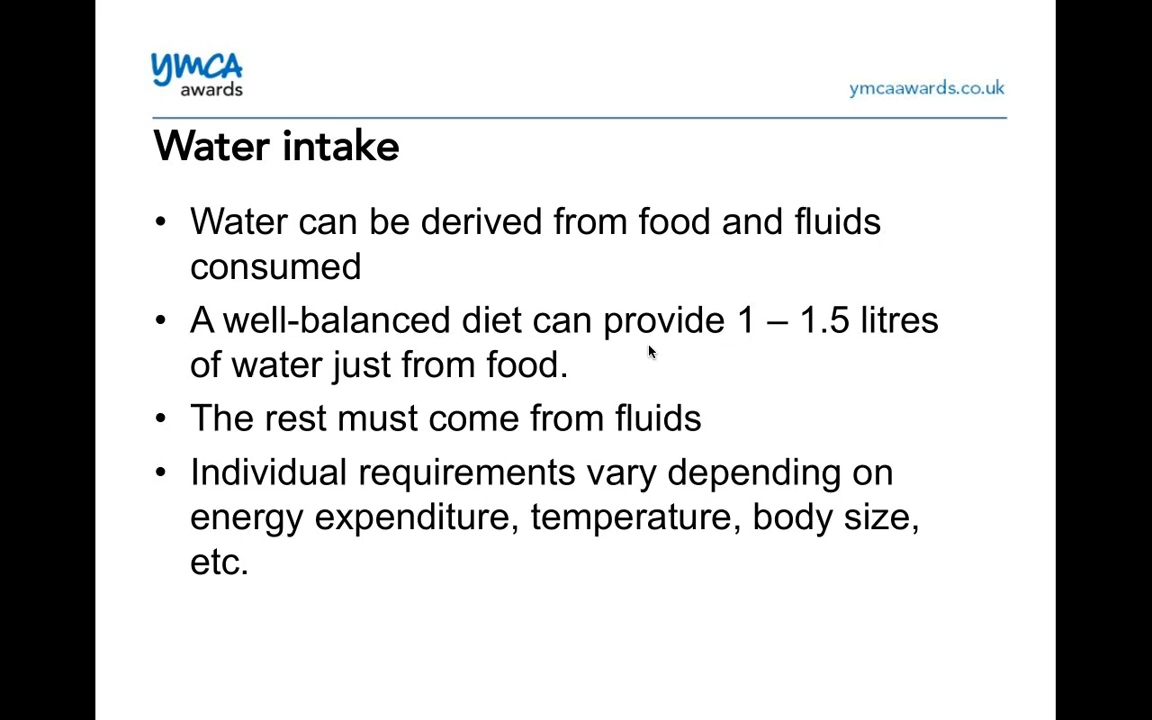 ymca
awards
ymcaawards.co.uk
Water intake
• Water can be derived from food and fluids
consumed
• A well-balanced diet can provide 1 – 1.5 litres
of water just from food.
• The rest must come from fluids
• Individual requirements vary depending on
energy expenditure, temperature, body size,
etc.